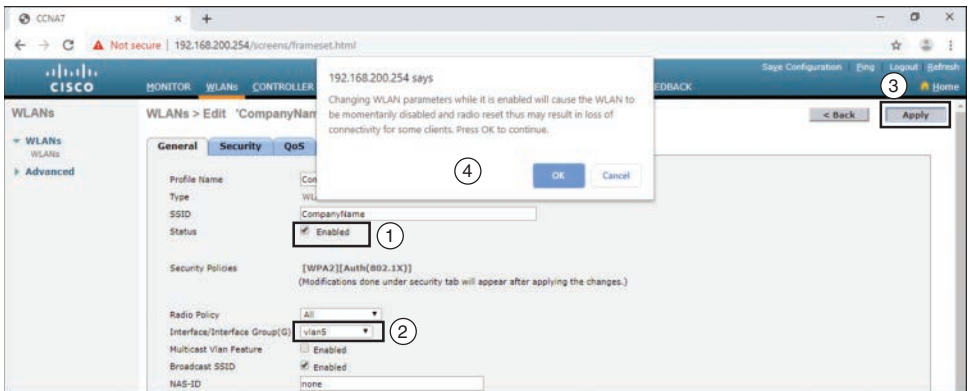 CCNA7
Not secure | 192.168.200.254/screens/frameset.html
CISCO
MONITOR WLANs CONTROLLER
EDBACK
Save Configuration Ping Logout Refresh
Home
192.168.200.254 says
Changing WLAN parameters while it is enabled will cause the WLAN to
be momentarily disabled and radio reset thus may result in loss of
connectivity for some clients. Press OK to continue.
OK Cancel
3
4
WLANs
WLANs
WLANs
Advanced
WLANs > Edit 'CompanyNam
< Back Apply
General Security QoS
Profile Name Con
Type WL
SSID CompanyName
Status Enabled 1
Security Policies [WPA2][Auth(802.1X)]
(Modifications done under security tab will appear after applying the changes.)
Radio Policy All
Interface/Interface Group(G) vlan5 2
Multicast Vlan Feature Enabled
Broadcast SSID Enabled
NAS-ID none